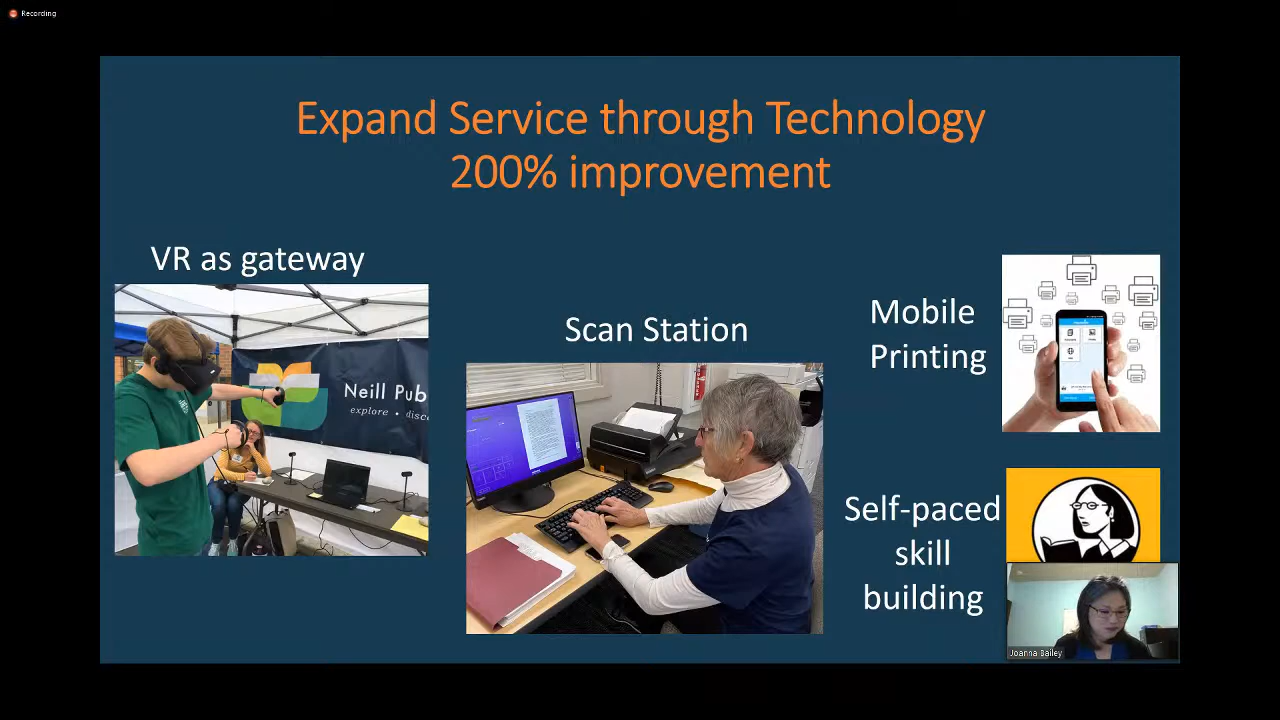 Recording
Expand Service through Technology
200% improvement
VR as gateway
Neill Pub
explore • disc
Scan Station
Mobile
Printing
Self-paced
skill
building
Joanna Bailey